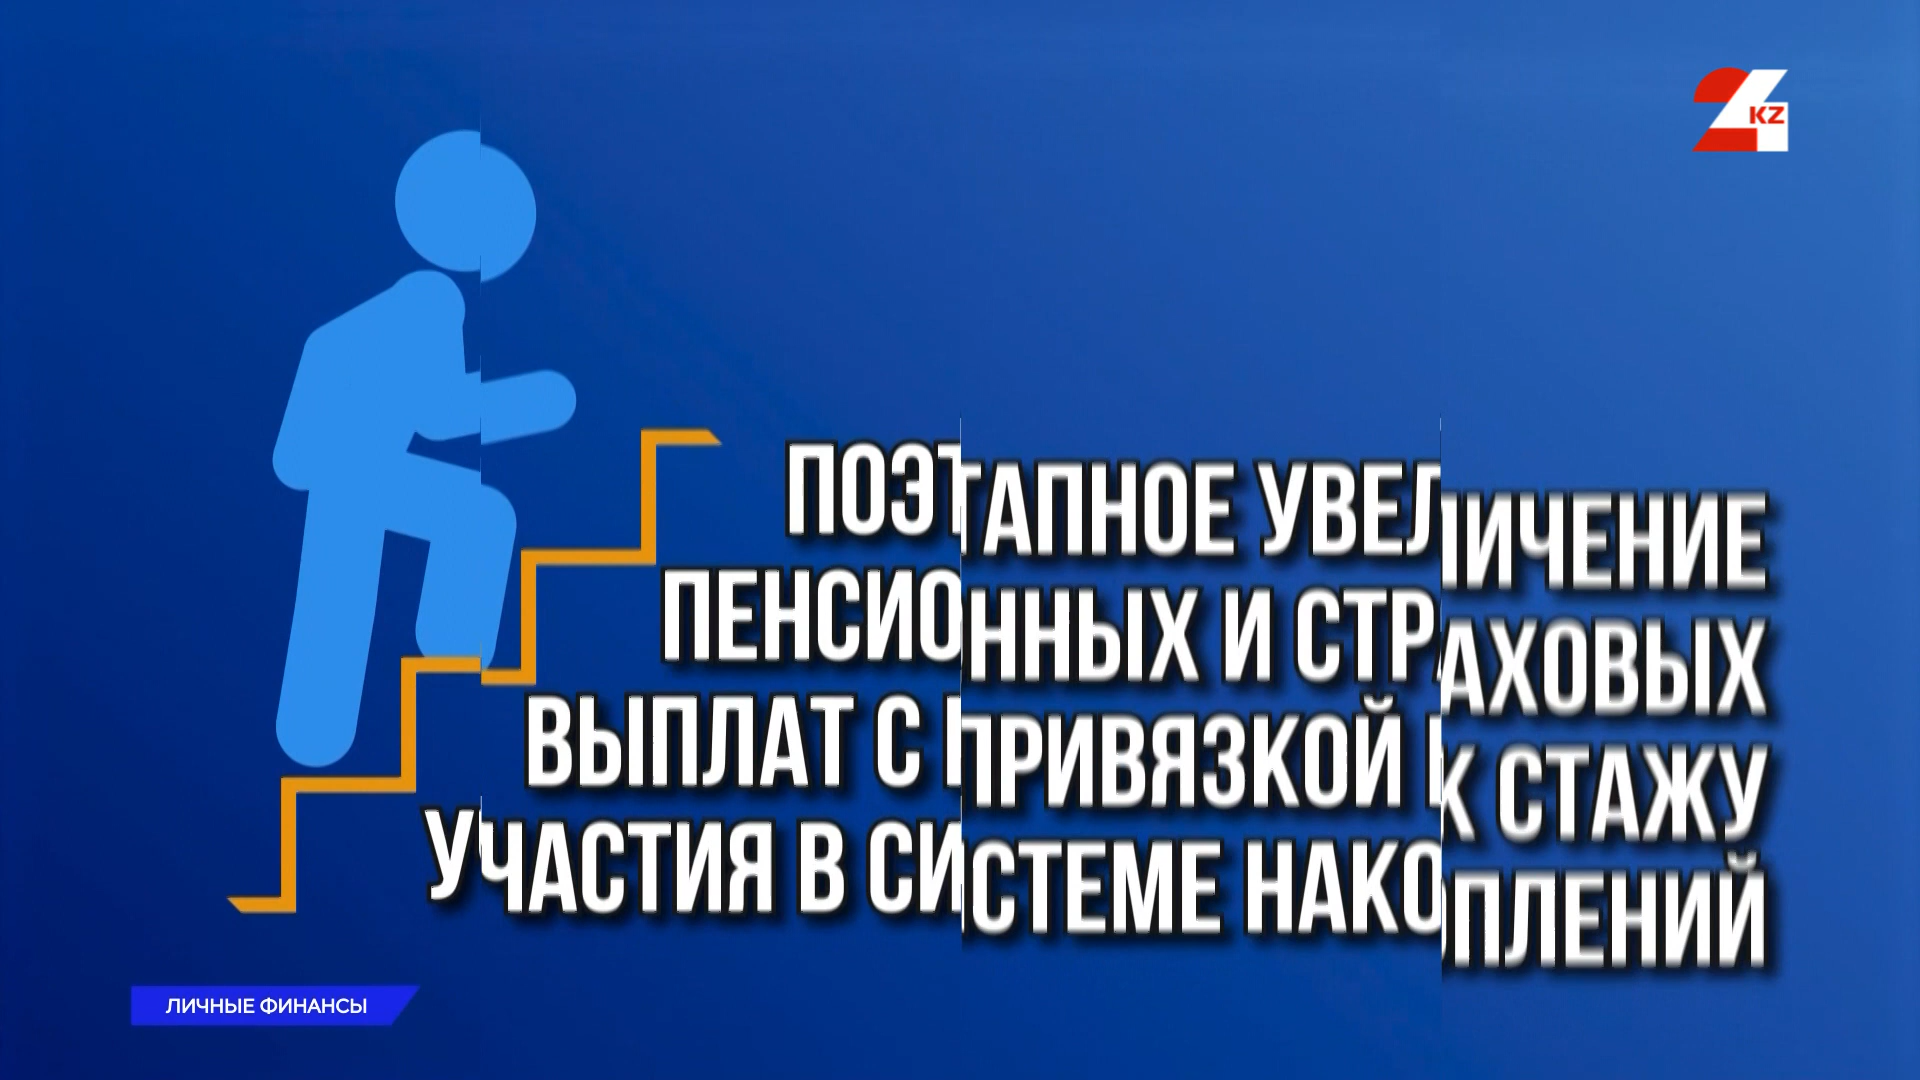 24
KZ
ПОЭТАПНОЕ УВЕЛИЧЕНИЕ
ПЕНСИОННЫХ И СТРАХОВЫХ
ВЫПЛАТ С ПРИВЯЗКОЙ К СТАЖУ
УЧАСТИЯ В СИСТЕМЕ НАКОПЛЕНИЙ
ЛИЧНЫЕ ФИНАНСЫ